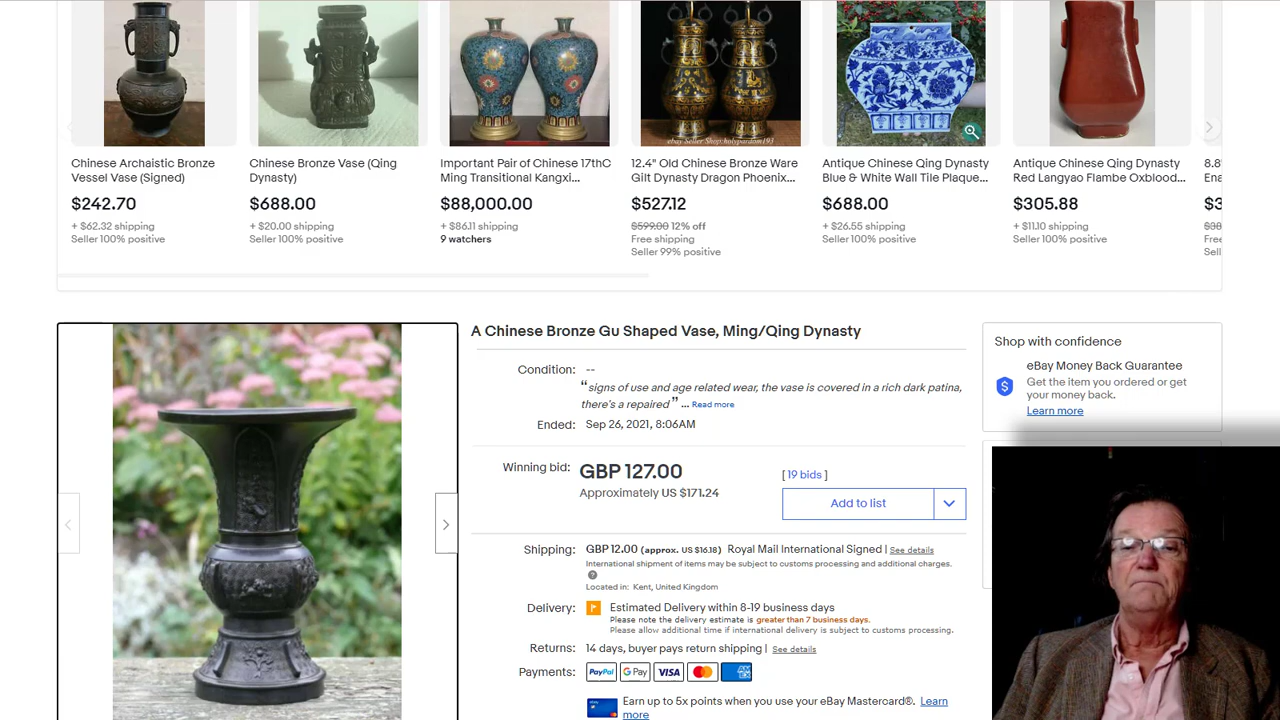 Chinese Archaistic Bronze
Vessel Vase (Signed)
$242.70
+ $62.32 shipping
Seller 100% positive
Chinese Bronze Vase (Qing
Dynasty)
$688.00
+ $20.00 shipping
Seller 100% positive
Important Pair of Chinese 17thC
Ming Transitional Kangxi...
$88,000.00
+ $86.11 shipping
9 watchers
ebay Seller Shop:holypardom193
12.4" Old Chinese Bronze Ware
Gilt Dynasty Dragon Phoenix...
$527.12
$599.00 12% off
Free shipping
Seller 99% positive
Antique Chinese Qing Dynasty
Blue & White Wall Tile Plaque...
$688.00
+ $26.55 shipping
Seller 100% positive
Antique Chinese Qing Dynasty
Red Langyao Flambe Oxblood...
$305.88
+ $11.10 shipping
Seller 100% positive
8.8"
Ena
$3
Free
Sell
A Chinese Bronze Gu Shaped Vase, Ming/Qing Dynasty
Condition: --
“signs of use and age related wear, the vase is covered in a rich dark patina,
there's a repaired ” ... Read more
Ended: Sep 26, 2021, 8:06AM
Winning bid: GBP 127.00 [ 19 bids ]
Approximately US $171.24
Add to list
Shipping: GBP 12.00 (approx. US $16.18) Royal Mail International Signed | See details
International shipment of items may be subject to customs processing and additional charges.
Located in: Kent, United Kingdom
Delivery: Estimated Delivery within 8-19 business days
Please note the delivery estimate is greater than 7 business days.
Please allow additional time if international delivery is subject to customs processing.
Returns: 14 days, buyer pays return shipping | See details
Payments: PayPal G Pay VISA
Earn up to 5x points when you use your eBay Mastercard®. Learn
more
Shop with confidence
eBay Money Back Guarantee
Get the item you ordered or get
your money back.
Learn more